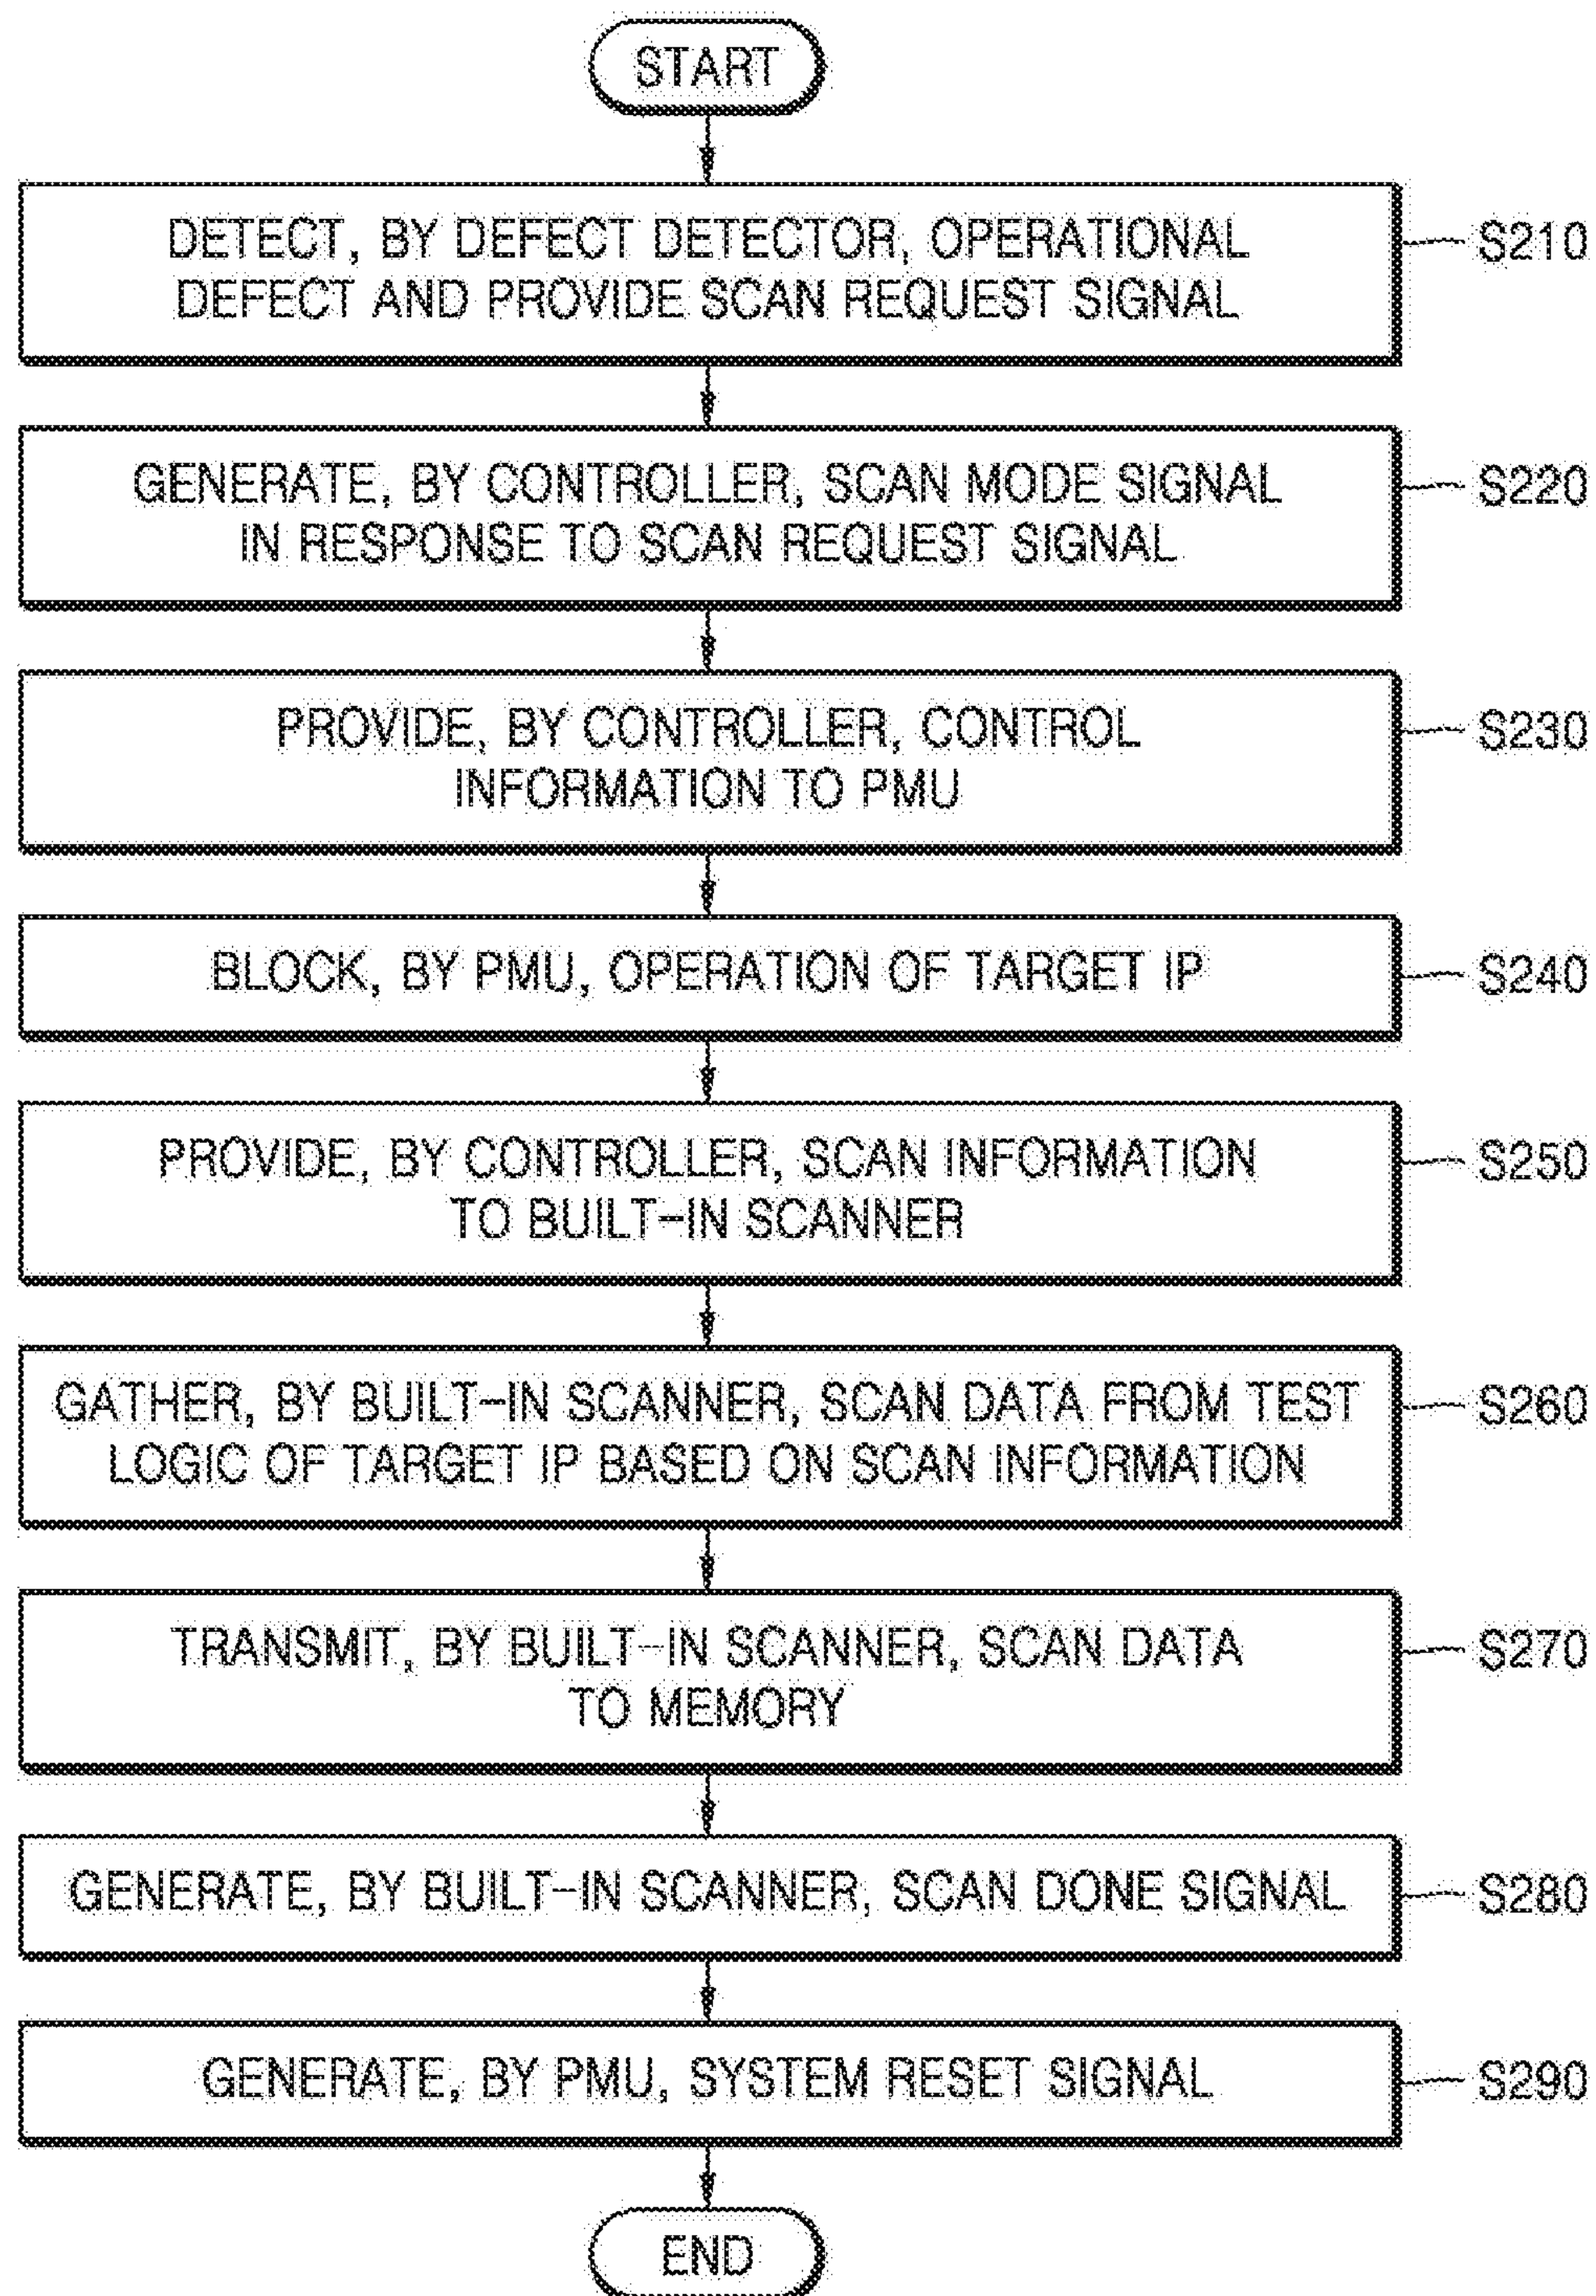 START
DETECT, BY DEFECT DETECTOR, OPERATIONAL
DEFECT AND PROVIDE SCAN REQUEST SIGNAL
S210
GENERATE, BY CONTROLLER, SCAN MODE SIGNAL
IN RESPONSE TO SCAN REQUEST SIGNAL
S220
PROVIDE, BY CONTROLLER, CONTROL
INFORMATION TO PMU
S230
BLOCK, BY PMU, OPERATION OF TARGET IP
S240
PROVIDE, BY CONTROLLER, SCAN INFORMATION
TO BUILT-IN SCANNER
S250
GATHER, BY BUILT-IN SCANNER, SCAN DATA FROM TEST
LOGIC OF TARGET IP BASED ON SCAN INFORMATION
S260
TRANSMIT, BY BUILT-IN SCANNER, SCAN DATA
TO MEMORY
S270
GENERATE, BY BUILT-IN SCANNER, SCAN DONE SIGNAL
S280
GENERATE, BY PMU, SYSTEM RESET SIGNAL
S290
END